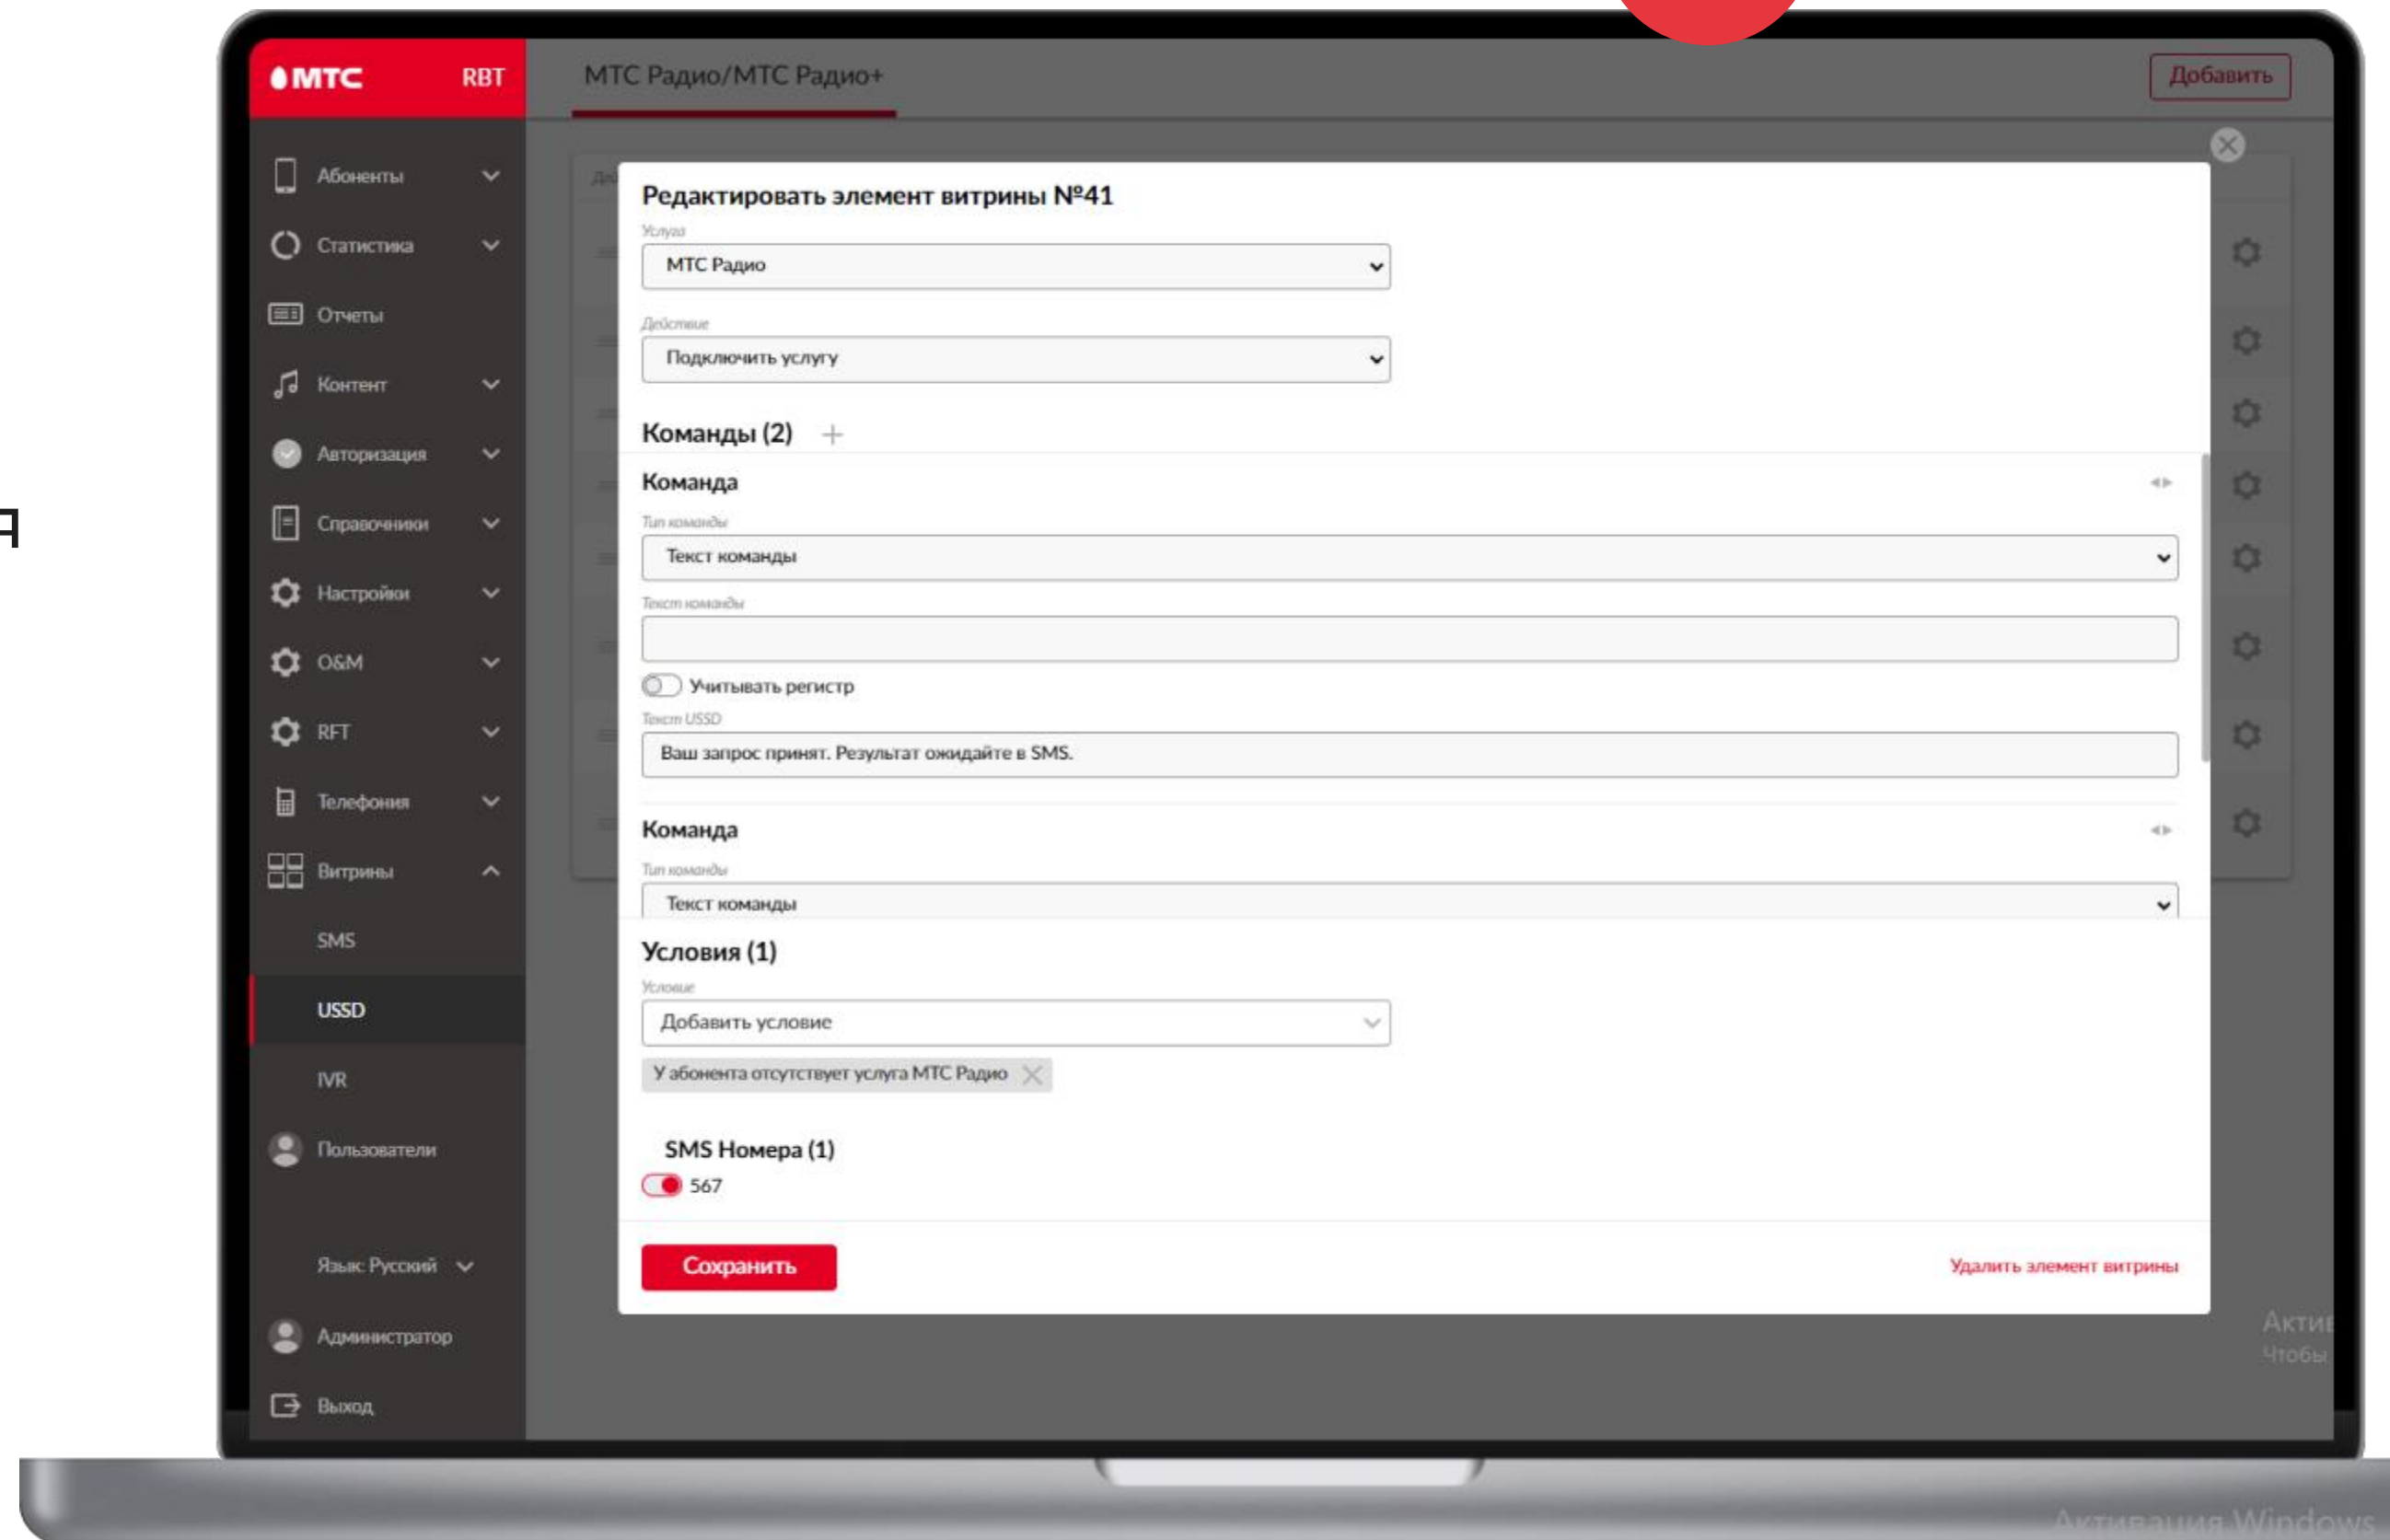 МТС RBT
МТС Радио/МТС Радио+
Добавить
я
Абоненты
Статистика
Отчеты
Контент
Авторизация
Справочники
Настройки
O&M
RFT
Телефония
Витрины
SMS
USSD
IVR
Пользователи
Язык: Русский
Администратор
Выход
Редактировать элемент витрины №41
Услуга
МТС Радио
Действие
Подключить услугу
Команды (2)
Команда
Тип команды
Текст команды
Текст команды
Учитывать регистр
Текст USSD
Ваш запрос принят. Результат ожидайте в SMS.
Команда
Тип команды
Текст команды
Условия (1)
Условие
Добавить условие
У абонента отсутствует услуга МТС Радио
SMS Номера (1)
567
Сохранить
Удалить элемент витрины
Чтобы
Активация Windows